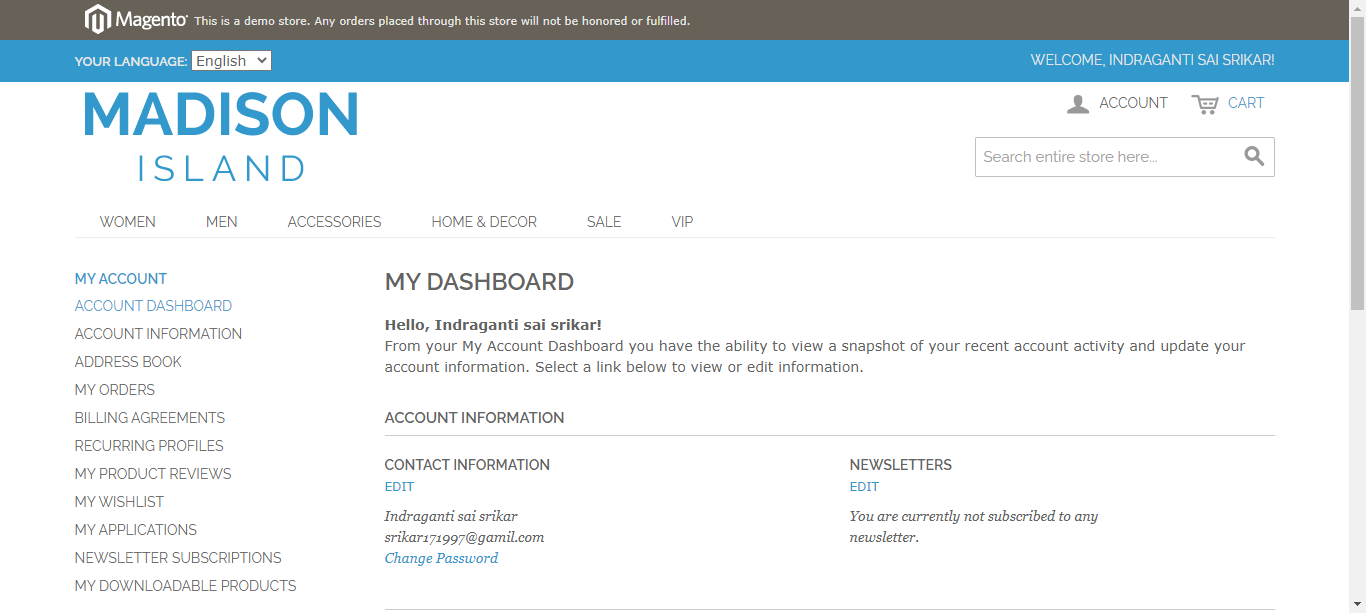 Magento This is a demo store. Any orders placed through this store will not be honored or fulfilled.
YOUR LANGUAGE: English WELCOME, INDRAGANTI SAI SRIKAR!
MADISON
ISLAND
ACCOUNT CART
Search entire store here...
WOMEN MEN ACCESSORIES HOME & DECOR SALE VIP
MY ACCOUNT
ACCOUNT DASHBOARD
ACCOUNT INFORMATION
ADDRESS BOOK
MY ORDERS
BILLING AGREEMENTS
RECURRING PROFILES
MY PRODUCT REVIEWS
MY WISHLIST
MY APPLICATIONS
NEWSLETTER SUBSCRIPTIONS
MY DOWNLOADABLE PRODUCTS
MY DASHBOARD
Hello, Indraganti sai srikar!
From your My Account Dashboard you have the ability to view a snapshot of your recent account activity and update your
account information. Select a link below to view or edit information.
ACCOUNT INFORMATION
CONTACT INFORMATION
EDIT
Indraganti sai srikar
srikar171997@gamil.com
Change Password
NEWSLETTERS
EDIT
You are currently not subscribed to any
newsletter.